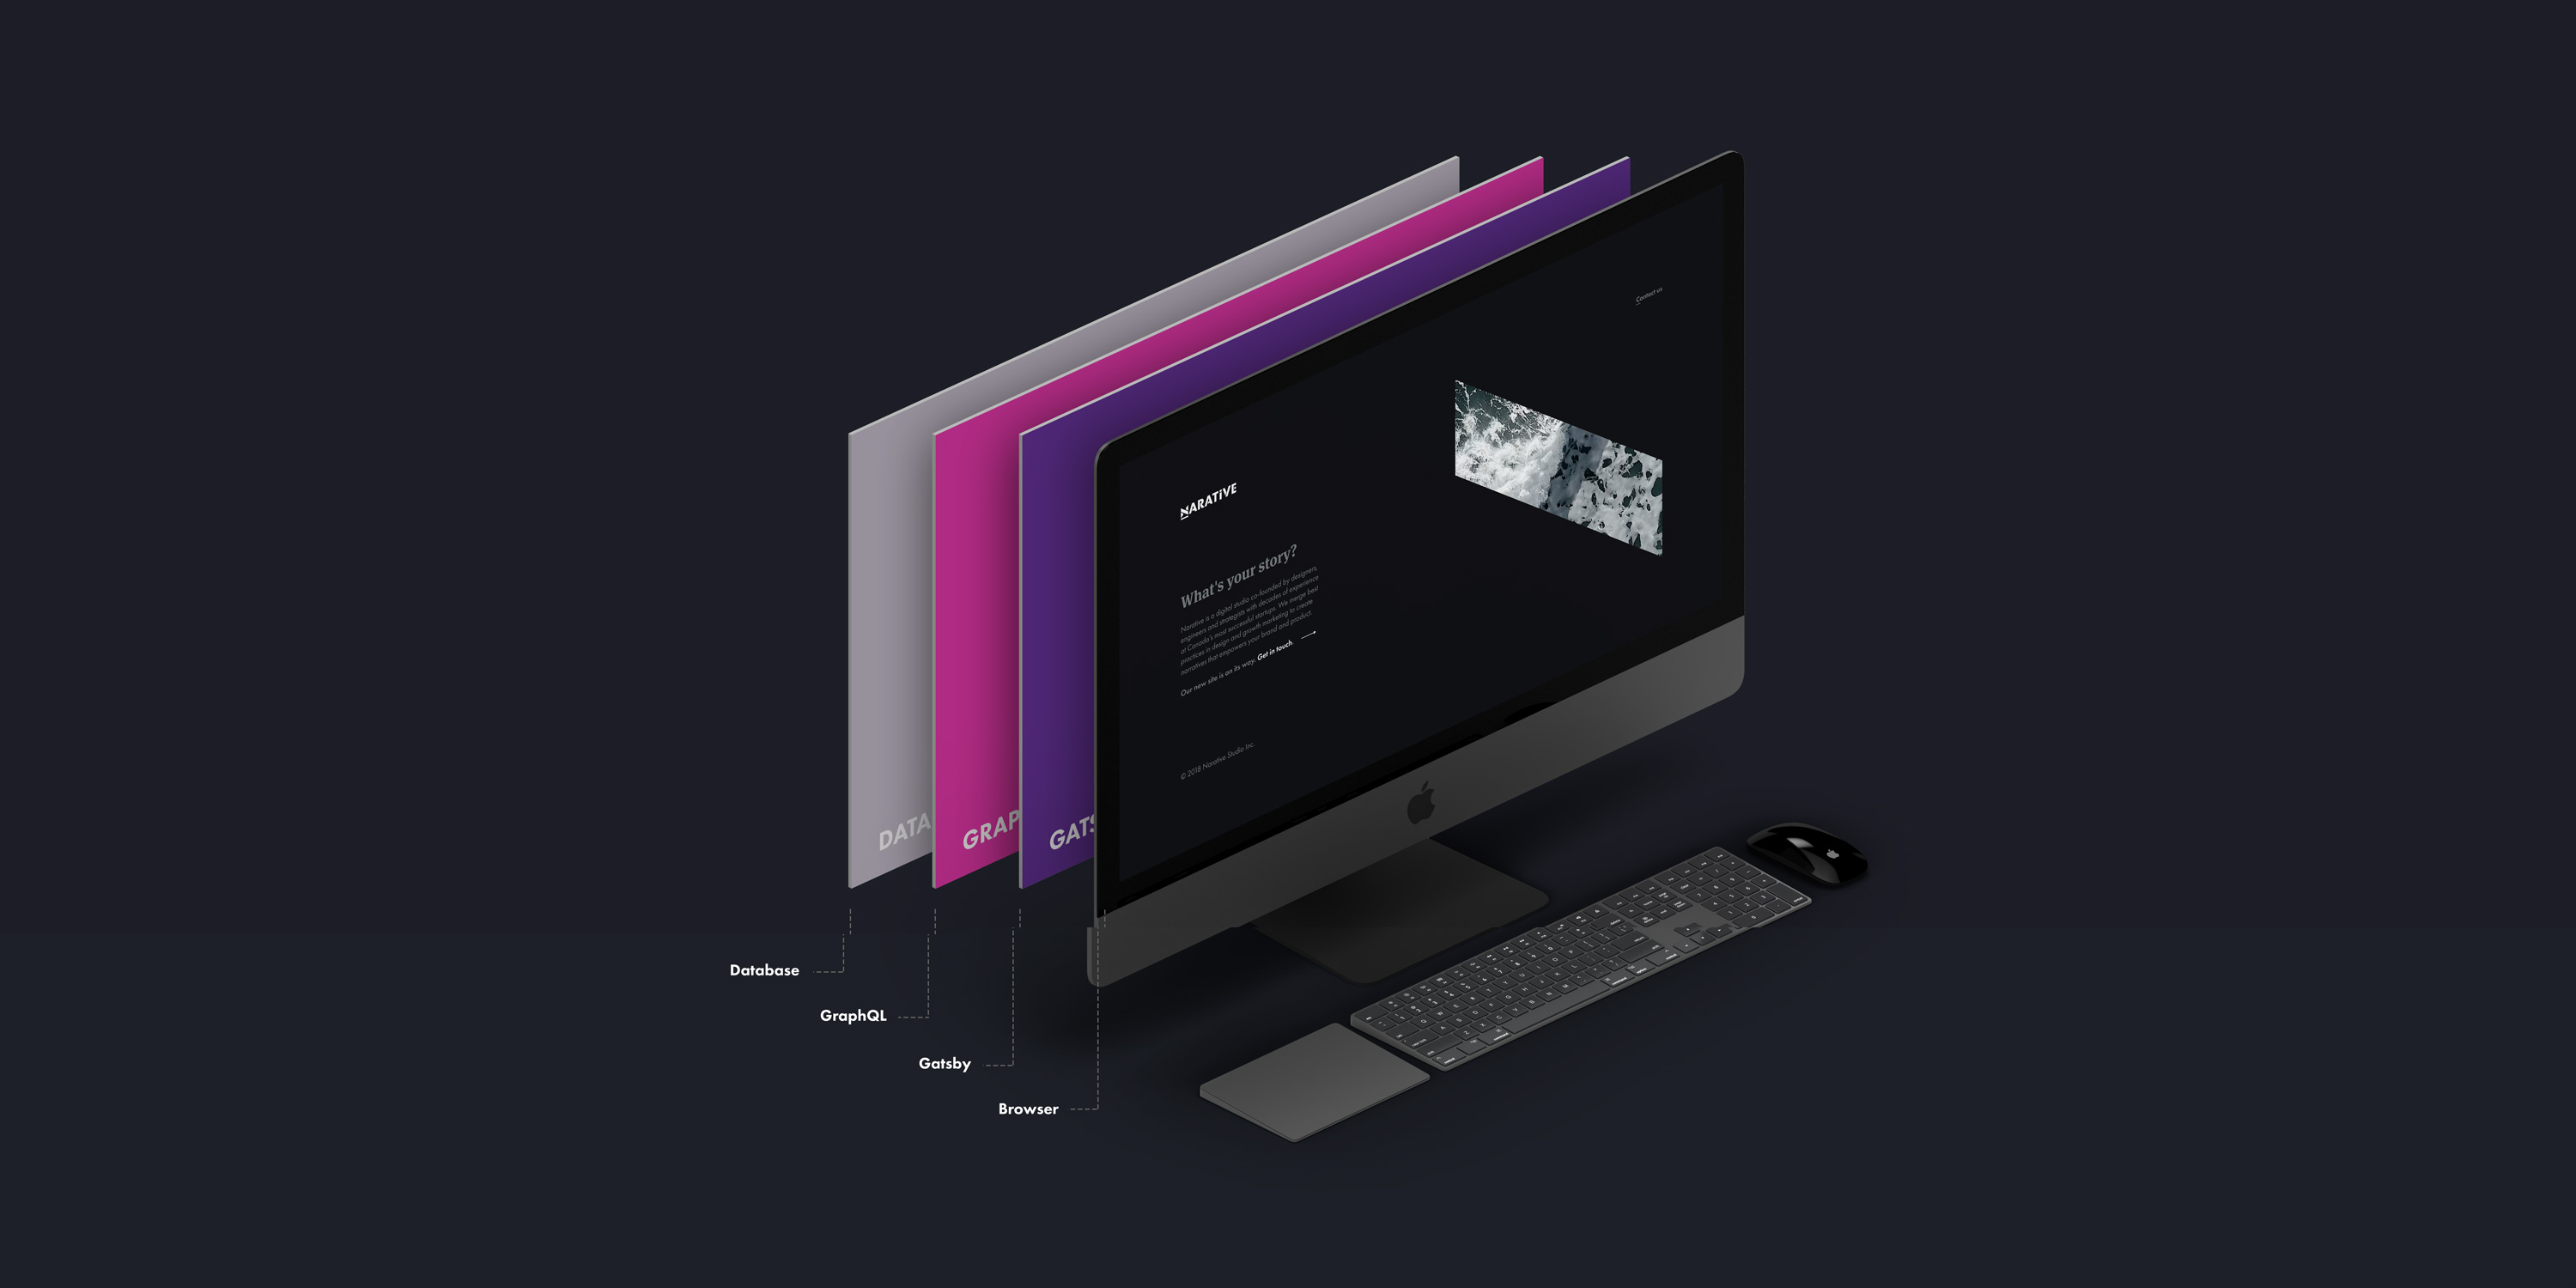 Contact us
NARATiVE
What's your story?
Narative is a digital studio co-founded by designers,
engineers and strategists with decades of experience
at Canada's most successful startups. We merge best
practices in design and growth marketing to create
narratives that empowers your brand and product.
Our new site is on its way. Get in touch.
© 2018 Narative Studio Inc.
DATA
GRAP
GATS
Database
GraphQL
Gatsby
Browser